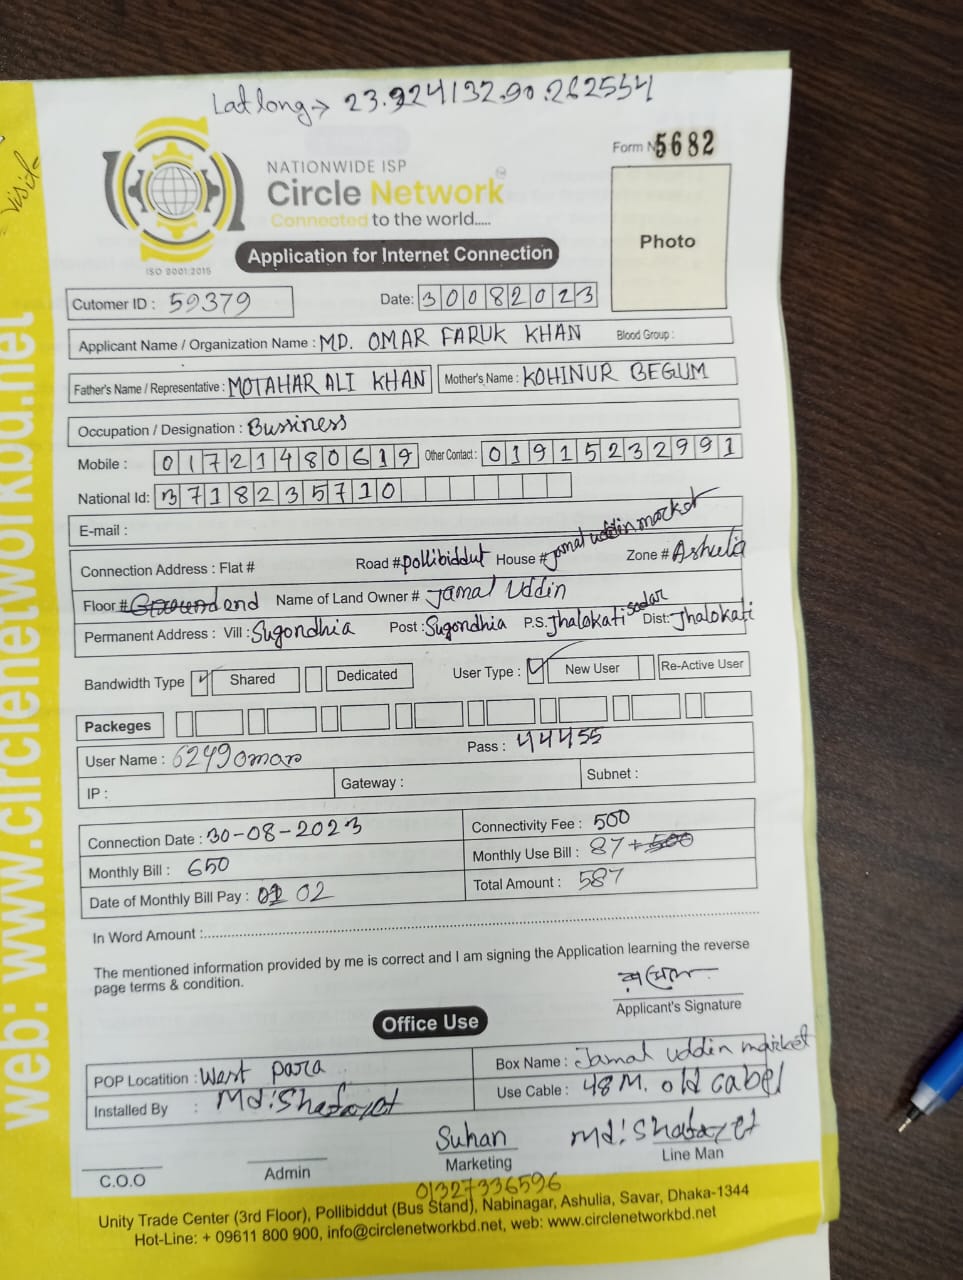 Lat long → 23.924132.90.262554
visit
Form N 5682
NATIONWIDE ISP
Circle Network
Connected to the world.....
ISO 9001:2015
Photo
Application for Internet Connection
Cutomer ID : 59379 Date: 30082023
Applicant Name / Organization Name : MD. OMAR FARUK KHAN Blood Group :
Father's Name / Representative : MOTAHAR ALI KHAN Mother's Name : KOHINUR BEGUM
Occupation / Designation : Bussiness
Mobile : 01721480619 Other Contact : 01915232991
National Id: 3718235710
E-mail :
Connection Address : Flat # Road # pollibiddut House # Jamal uddin market Zone # Ashulia
Floor # Ground Name of Land Owner # Jamal Uddin
Permanent Address : Vill : Sugondhia Post : Sugondhia P.S. Jhalokati sadar Dist: Jhalokati
Bandwidth Type ✓ Shared Dedicated User Type : ✓ New User Re-Active User
Packeges
User Name : 6249Omar Pass : 44455
IP : Gateway : Subnet :
Connection Date : 30-08-2023 Connectivity Fee : 500
Monthly Bill : 650 Monthly Use Bill : 87 + 500
Date of Monthly Bill Pay : 02 Total Amount : 587
In Word Amount :
The mentioned information provided by me is correct and I am signing the Application learning the reverse
page terms & condition.
Applicant's Signature
Office Use
POP Locatition : West para Box Name : Jamal uddin market
Installed By : Md: Shafayet Use Cable : 48 M. old cabel
Suhan Md: Shafayet
C.O.O Admin Marketing Line Man
01327336596
Unity Trade Center (3rd Floor), Pollibiddut (Bus Stand), Nabinagar, Ashulia, Savar, Dhaka-1344
Hot-Line: + 09611 800 900, info@circlenetworkbd.net, web: www.circlenetworkbd.net
web: www.circlenetworkbd.net